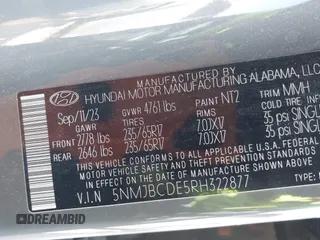 MANUFACTURED BY
HYUNDAI MOTOR MANUFACTURING ALABAMA, LLC
Sep/11/23 GVWR 4761 lbs PAINT NT2 TRIM MMH
GAWR TIRES RIMS COLD
FRONT 2778 lbs 235/65R17 7.0JX17 35 psi SINGL
REAR 2646 lbs 235/65R17 7.0JX17 35 psi SINGL
THIS VEHICLE CONFORMS TO ALL APPLICABLE U.S. FEDERAL
MOTOR VEHICLE SAFETY
THEFT PREVENTION STANDARDS IN EFFECT ON THE DATE OF
MANUFACTURE SHOWN ABOVE.
V.I.N 5NMJBCDE5RH322877 TYPE: